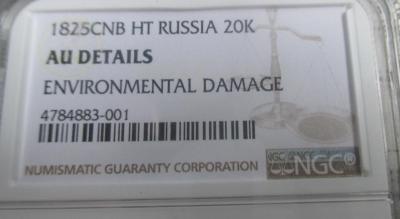 1825CNB HT RUSSIA 20K
AU DETAILS
ENVIRONMENTAL DAMAGE
4784883-001
NUMISMATIC GUARANTY CORPORATION
NGC®